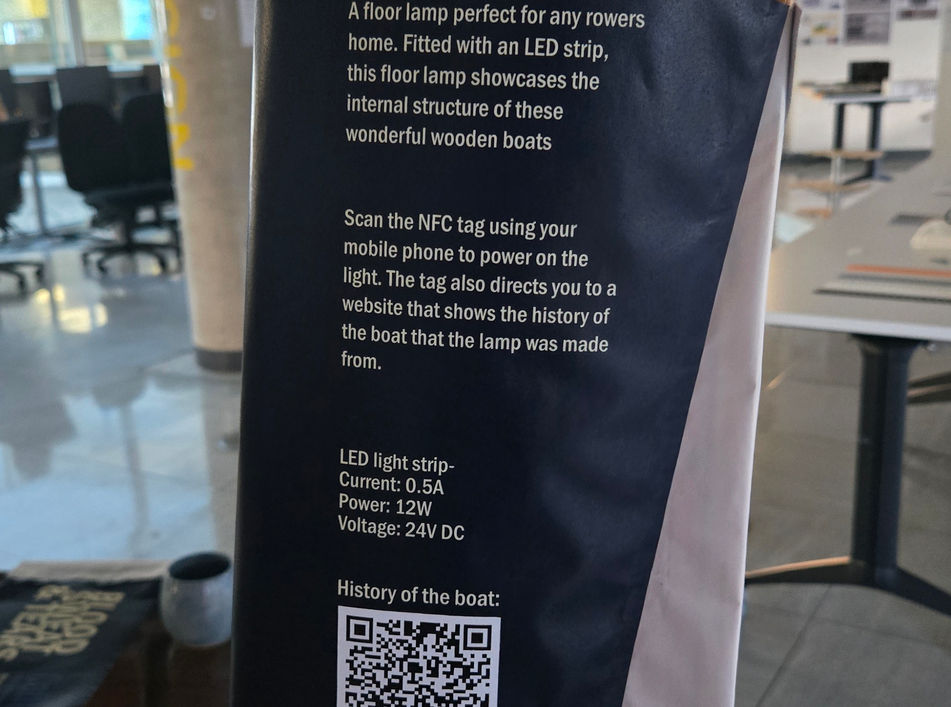 A floor lamp perfect for any rowers
home. Fitted with an LED strip,
this floor lamp showcases the
internal structure of these
wonderful wooden boats
Scan the NFC tag using your
mobile phone to power on the
light. The tag also directs you to a
website that shows the history of
the boat that the lamp was made
from.
LED light strip-
Current: 0.5A
Power: 12W
Voltage: 24V DC
History of the boat: